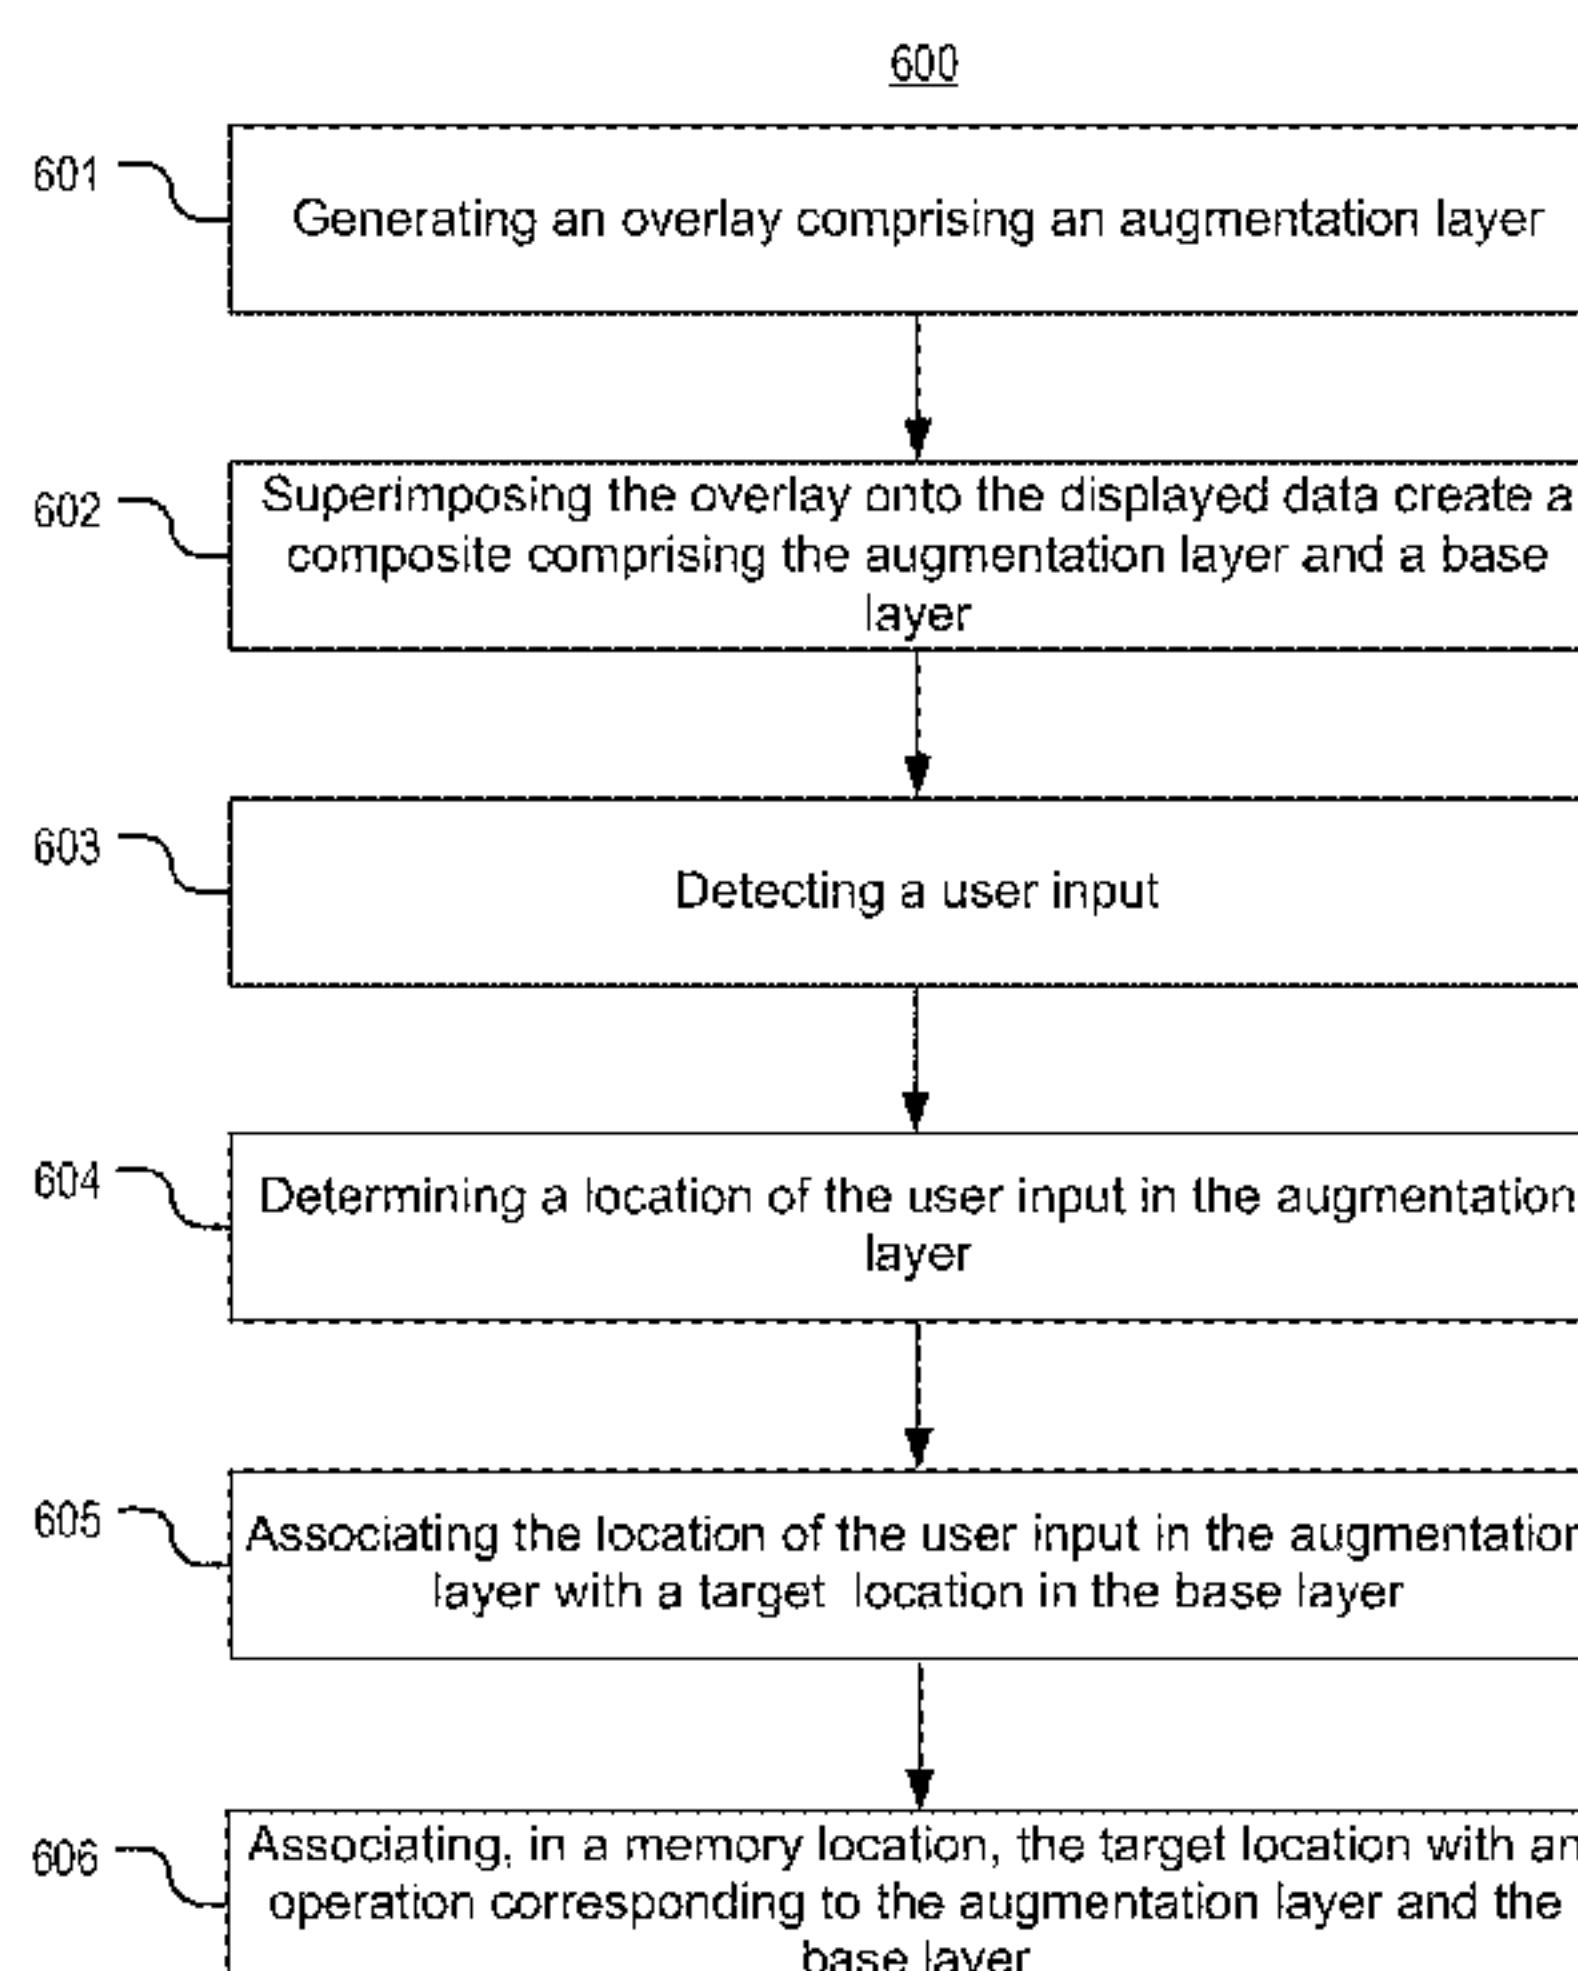 600
601
Generating an overlay comprising an augmentation layer
602
Superimposing the overlay onto the displayed data create a
composite comprising the augmentation layer and a base
layer
603
Detecting a user input
604
Determining a location of the user input in the augmentation
layer
605
Associating the location of the user input in the augmentation
layer with a target location in the base layer
606
Associating, in a memory location, the target location with an
operation corresponding to the augmentation layer and the
base layer